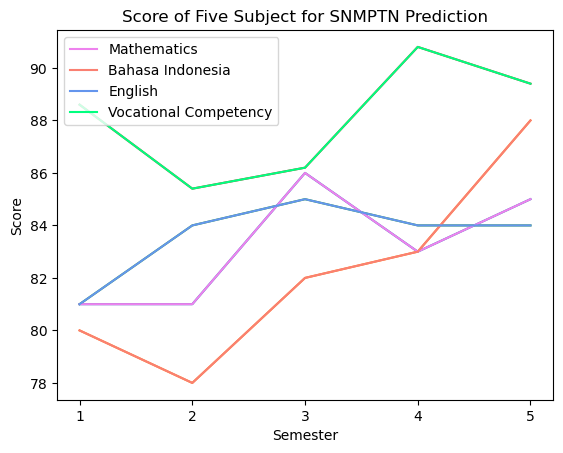 Score of Five Subject for SNMPTN Prediction
Mathematics
Bahasa Indonesia
English
Vocational Competency
Score
90
88
86
84
82
80
78
1 2 3 4 5
Semester